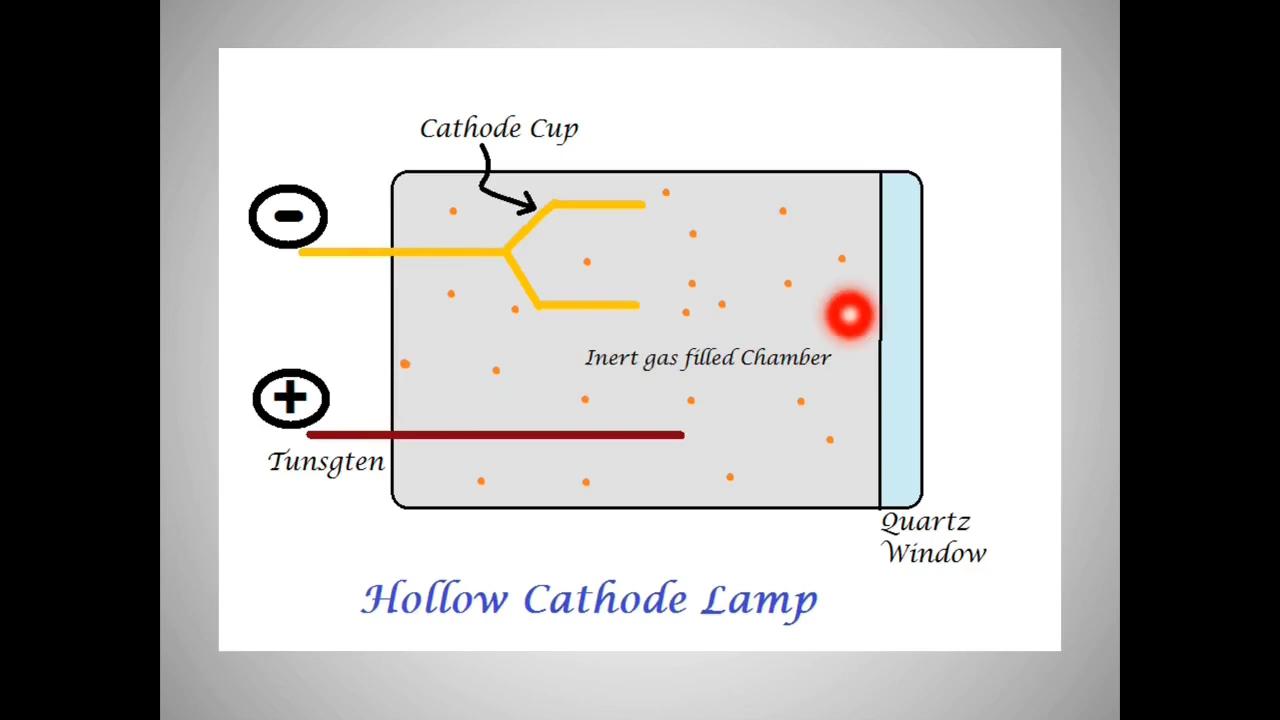 Cathode Cup
-
Inert gas filled Chamber
+
Tunsgten
Quartz
Window
Hollow Cathode Lamp